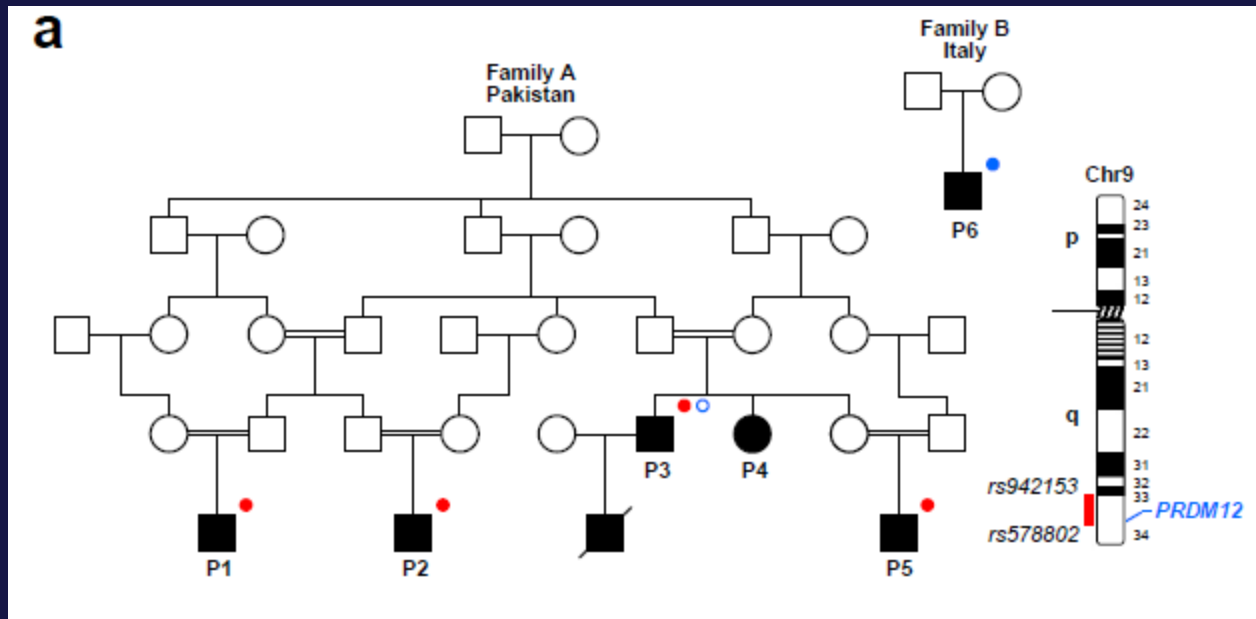 a
Family A
Pakistan
Family B
Italy
P6
Chr9
p
24
23
21
13
12
q
12
13
21
22
31
32
33
34
rs942153
rs578802
PRDM12
P3
P4
P1
P2
P5